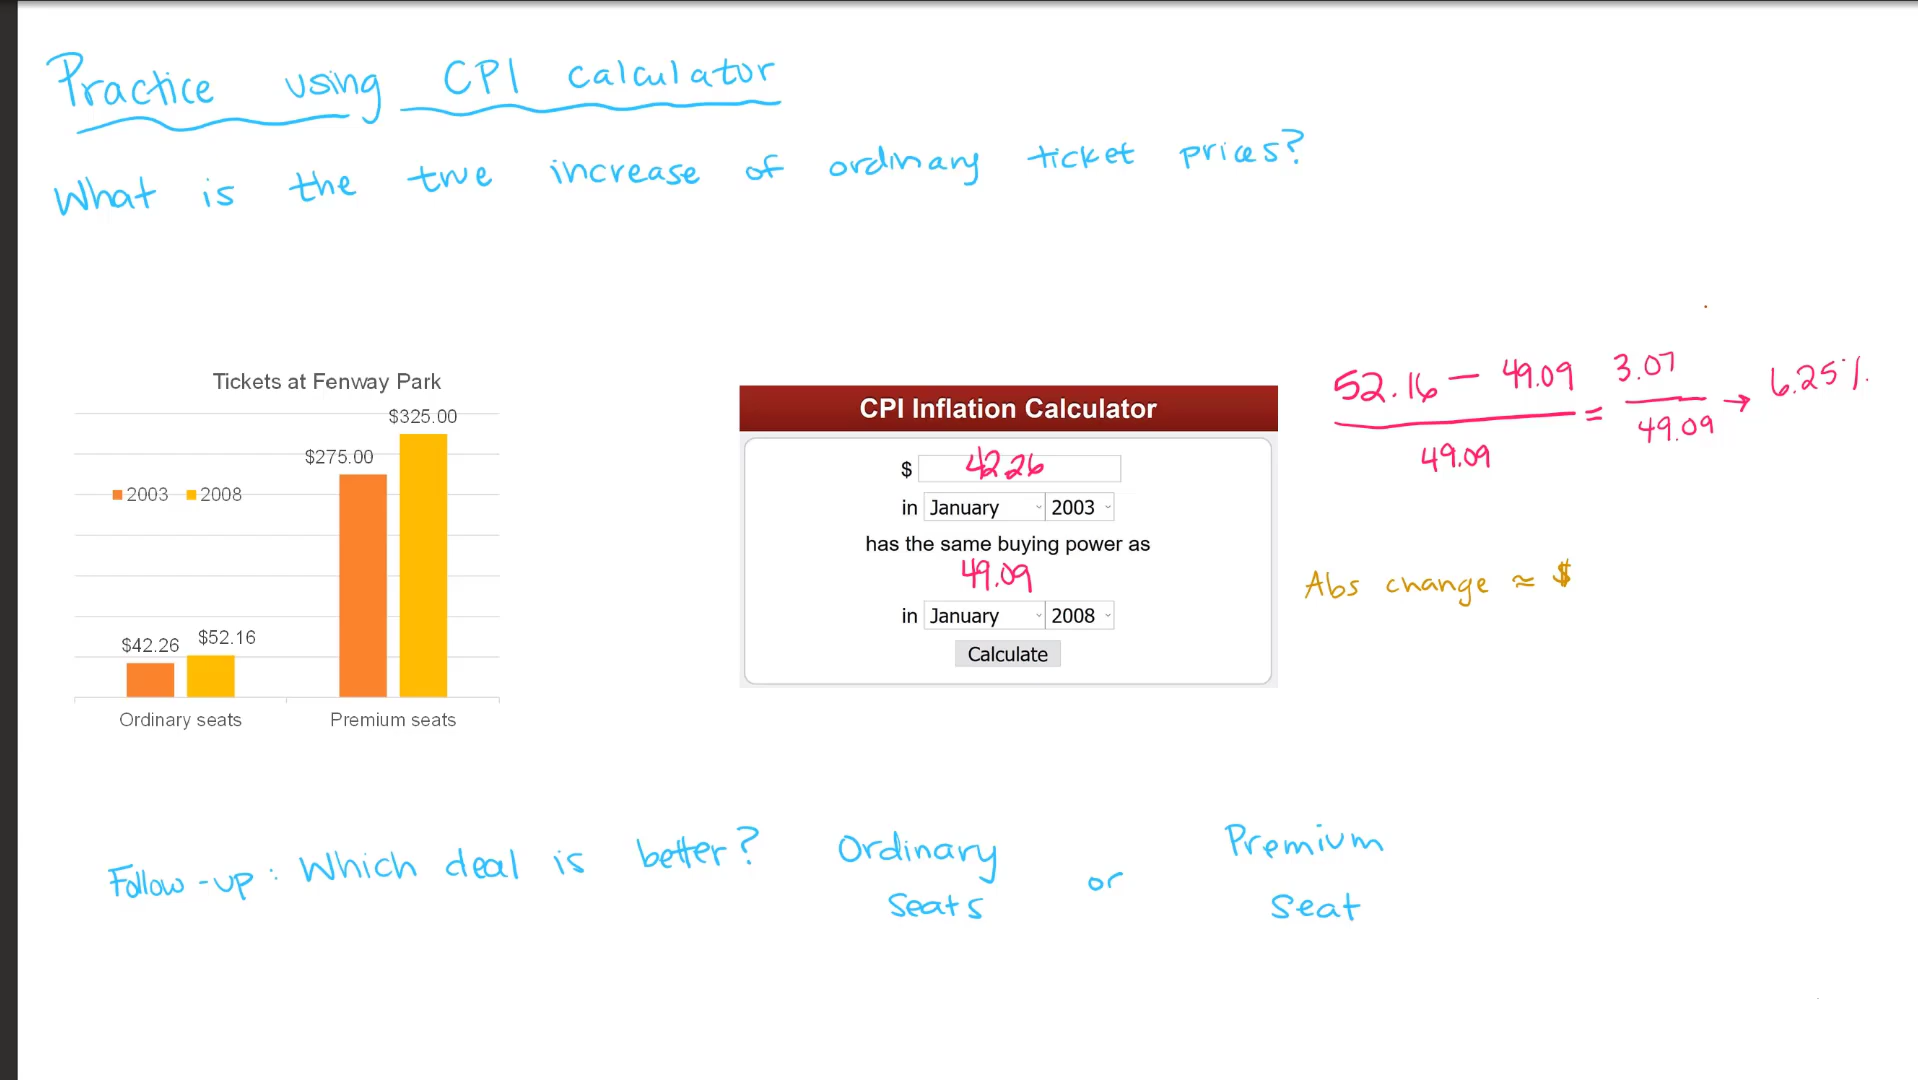 Practice using CPI calculator
What is the true increase of ordinary ticket prices?
Tickets at Fenway Park
$325.00
$275.00
2003 2008
$42.26 $52.16
Ordinary seats Premium seats
CPI Inflation Calculator
$ 42.26
in January 2003
has the same buying power as
49.09
in January 2008
Calculate
52.16 - 49.09 3.07
= → 6.25%
49.09 49.09
Abs change ≈ $
Follow-up: Which deal is better? Ordinary Seats or Premium Seat